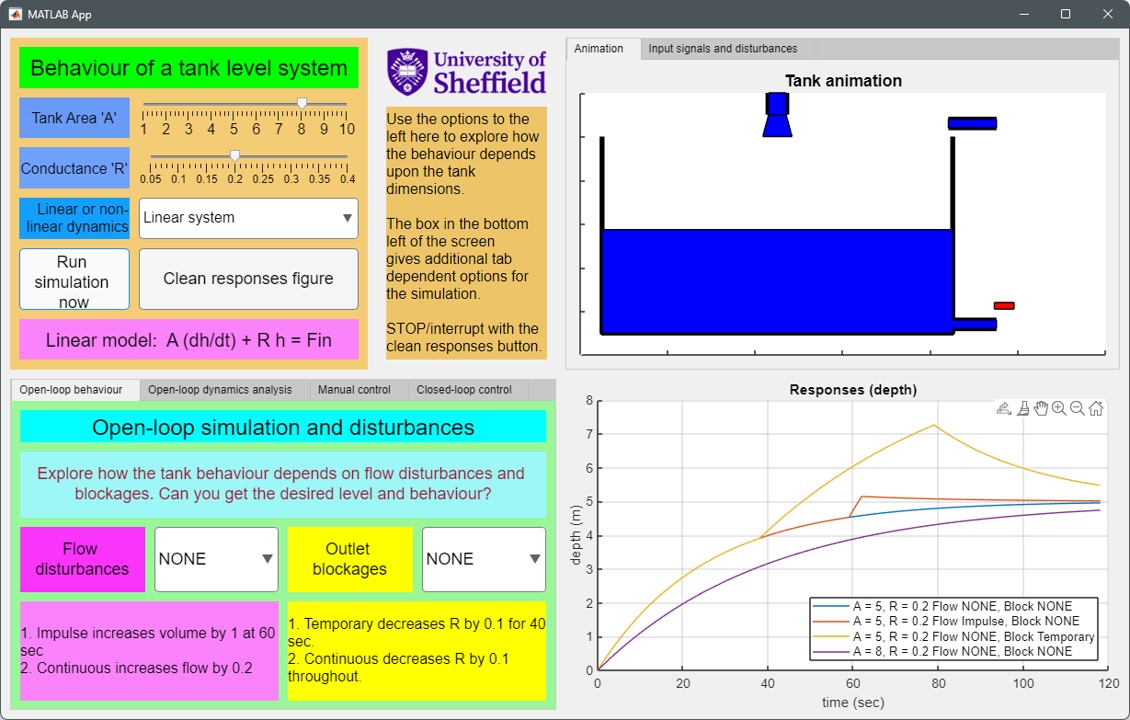 MATLAB App
Behaviour of a tank level system
Tank Area 'A'
1 2 3 4 5 6 7 8 9 10
Conductance 'R'
0.05 0.1 0.15 0.2 0.25 0.3 0.35 0.4
Linear or non-
linear dynamics
Linear system
Run
simulation
now
Clean responses figure
Linear model: A (dh/dt) + R h = Fin
University of
Sheffield
Use the options to the
left here to explore how
the behaviour depends
upon the tank
dimensions.
The box in the bottom
left of the screen
gives additional tab
dependent options for
the simulation.
STOP/interrupt with the
clean responses button.
Animation
Input signals and disturbances
Tank animation
Open-loop behaviour
Open-loop dynamics analysis
Manual control
Closed-loop control
Open-loop simulation and disturbances
Explore how the tank behaviour depends on flow disturbances and
blockages. Can you get the desired level and behaviour?
Flow
disturbances
NONE
Outlet
blockages
NONE
1. Impulse increases volume by 1 at 60
sec
2. Continuous increases flow by 0.2
1. Temporary decreases R by 0.1 for 40
sec.
2. Continuous decreases R by 0.1
throughout.
Responses (depth)
depth (m)
8
7
6
5
4
3
2
1
0
A = 5, R = 0.2 Flow NONE, Block NONE
A = 5, R = 0.2 Flow Impulse, Block NONE
A = 5, R = 0.2 Flow NONE, Block Temporary
A = 8, R = 0.2 Flow NONE, Block NONE
0 20 40 60 80 100 120
time (sec)